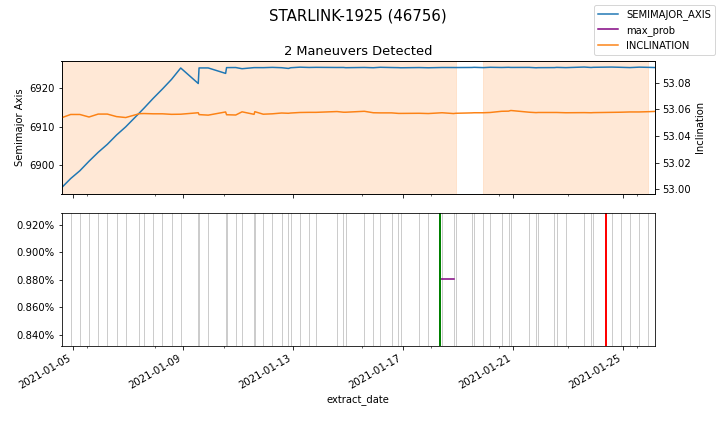 STARLINK-1925 (46756)
SEMIMAJOR_AXIS
max_prob
INCLINATION
2 Maneuvers Detected
Semimajor Axis
6920
6910
6900
53.08
53.06
53.04
53.02
53.00
Inclination
0.920%
0.900%
0.880%
0.860%
0.840%
2021-01-05
2021-01-09
2021-01-13
2021-01-17
2021-01-21
2021-01-25
extract_date